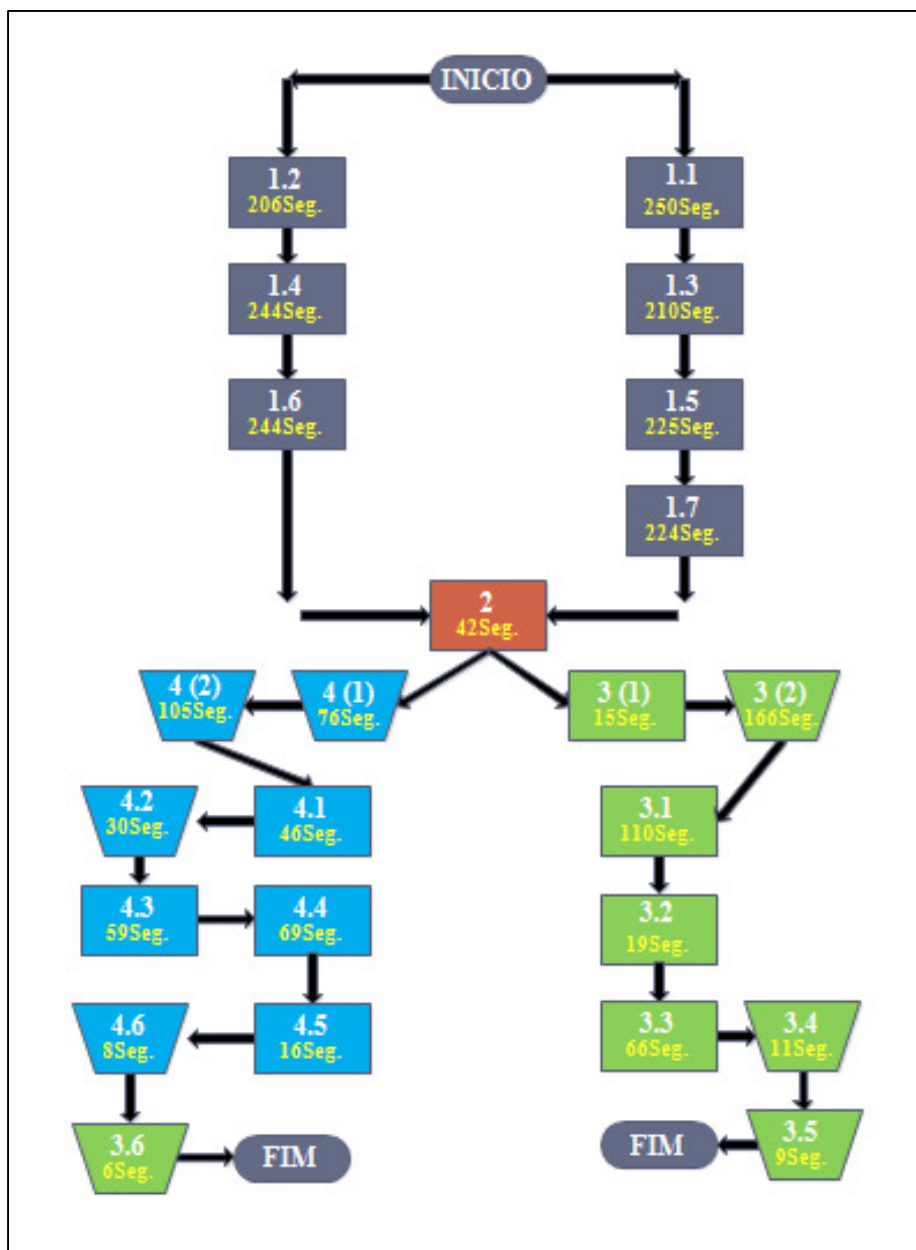 INICIO
1.2
206Seg.
1.1
250Seg.
1.4
244Seg.
1.3
210Seg.
1.6
244Seg.
1.5
225Seg.
1.7
224Seg.
2
42Seg.
4 (2)
105Seg.
4 (1)
76Seg.
3 (1)
15Seg.
3 (2)
166Seg.
4.2
30Seg.
4.1
46Seg.
3.1
110Seg.
4.3
59Seg.
4.4
69Seg.
3.2
19Seg.
4.6
8Seg.
4.5
16Seg.
3.3
66Seg.
3.4
11Seg.
3.6
6Seg.
FIM
FIM
3.5
9Seg.